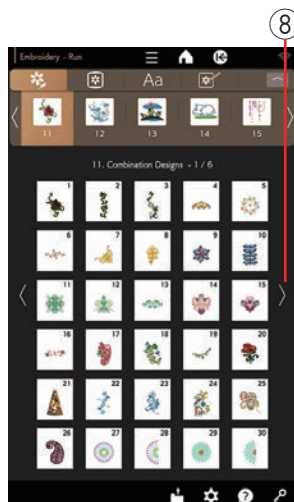 8
Embroidery - Run
Aa
11 12 13 14 15
11. Combination Designs - 1 / 6
1 2 3 4 5
6 7 8 9 10
11 12 13 14 15
16 17 18 19 20
21 22 23 24 25
26 27 28 29 30
?